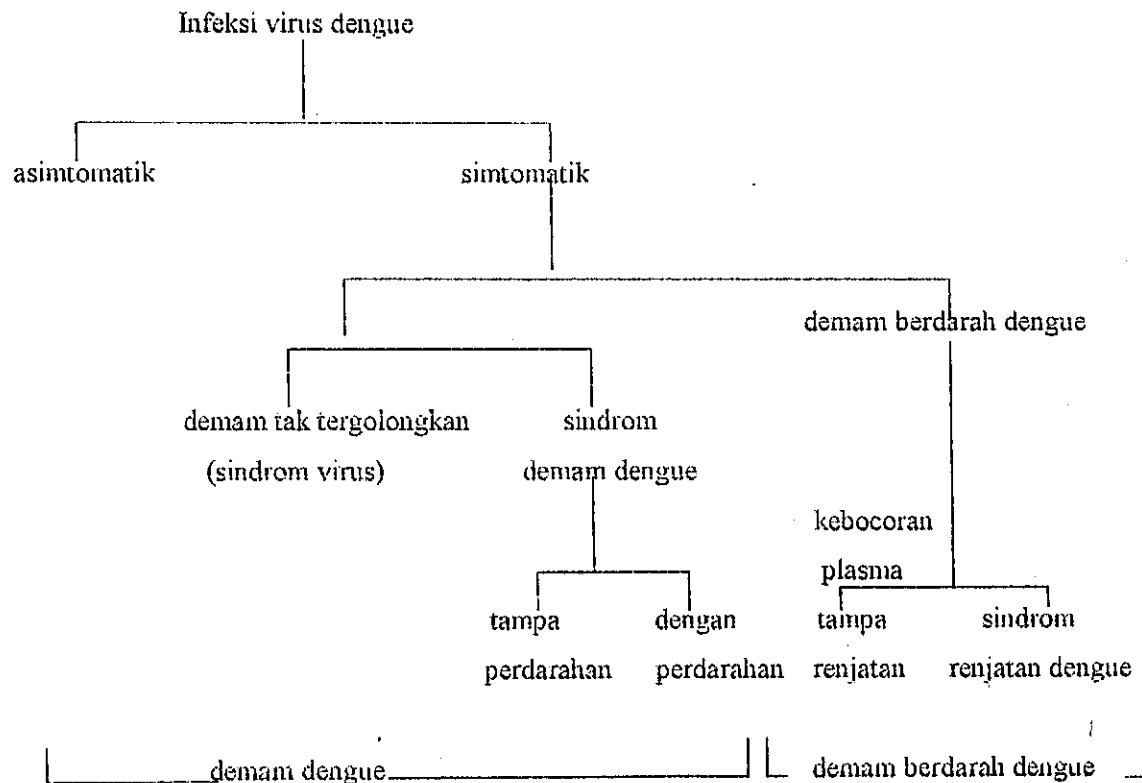 Infeksi virus dengue
asimtomatik simtomatik
demam berdarah dengue
demam tak tergolongkan sindrom
(sindrom virus) demam dengue
kebocoran
plasma
tampa dengan tampa sindrom
perdarahan perdarahan renjatan renjatan dengue
demam dengue demam berdarah dengue